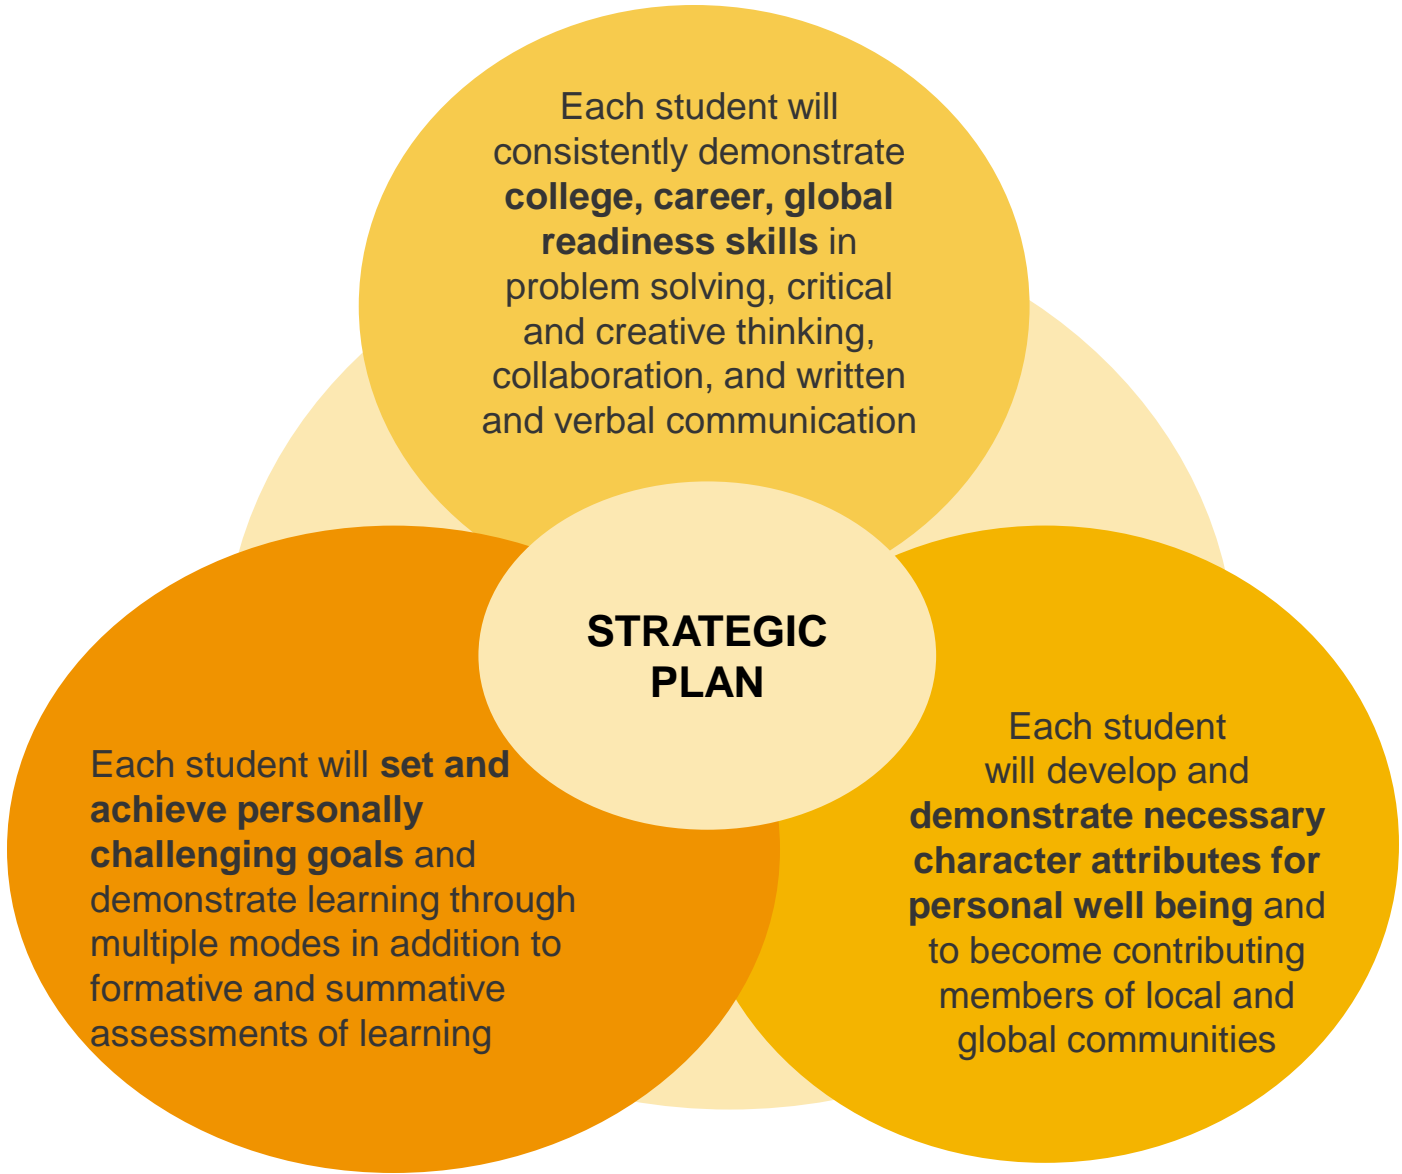 Each student will
consistently demonstrate
college, career, global
readiness skills in
problem solving, critical
and creative thinking,
collaboration, and written
and verbal communication
STRATEGIC
PLAN
Each student will set and
achieve personally
challenging goals and
demonstrate learning through
multiple modes in addition to
formative and summative
assessments of learning
Each student
will develop and
demonstrate necessary
character attributes for
personal well being and
to become contributing
members of local and
global communities